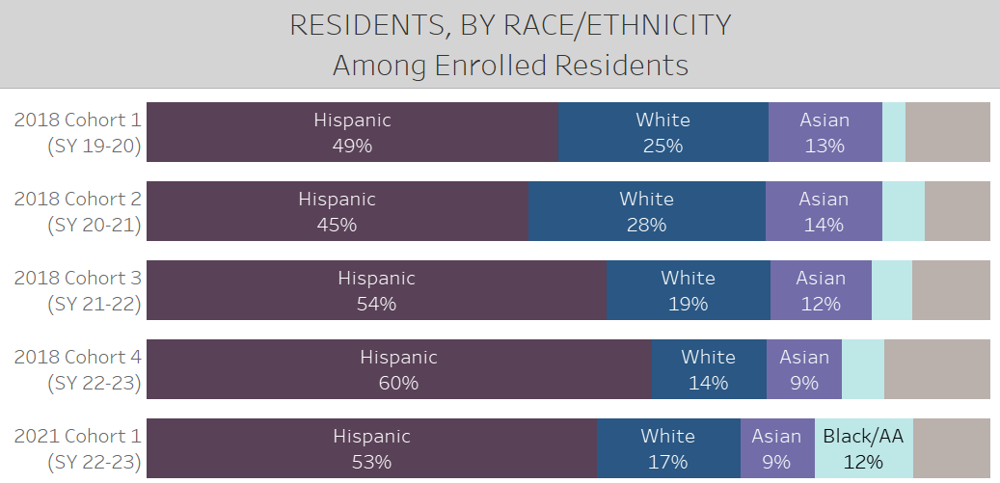 RESIDENTS, BY RACE/ETHNICITY
Among Enrolled Residents
2018 Cohort 1
(SY 19-20)
Hispanic
49%
White
25%
Asian
13%
2018 Cohort 2
(SY 20-21)
Hispanic
45%
White
28%
Asian
14%
2018 Cohort 3
(SY 21-22)
Hispanic
54%
White
19%
Asian
12%
2018 Cohort 4
(SY 22-23)
Hispanic
60%
White
14%
Asian
9%
2021 Cohort 1
(SY 22-23)
Hispanic
53%
White
17%
Asian
9%
Black/AA
12%